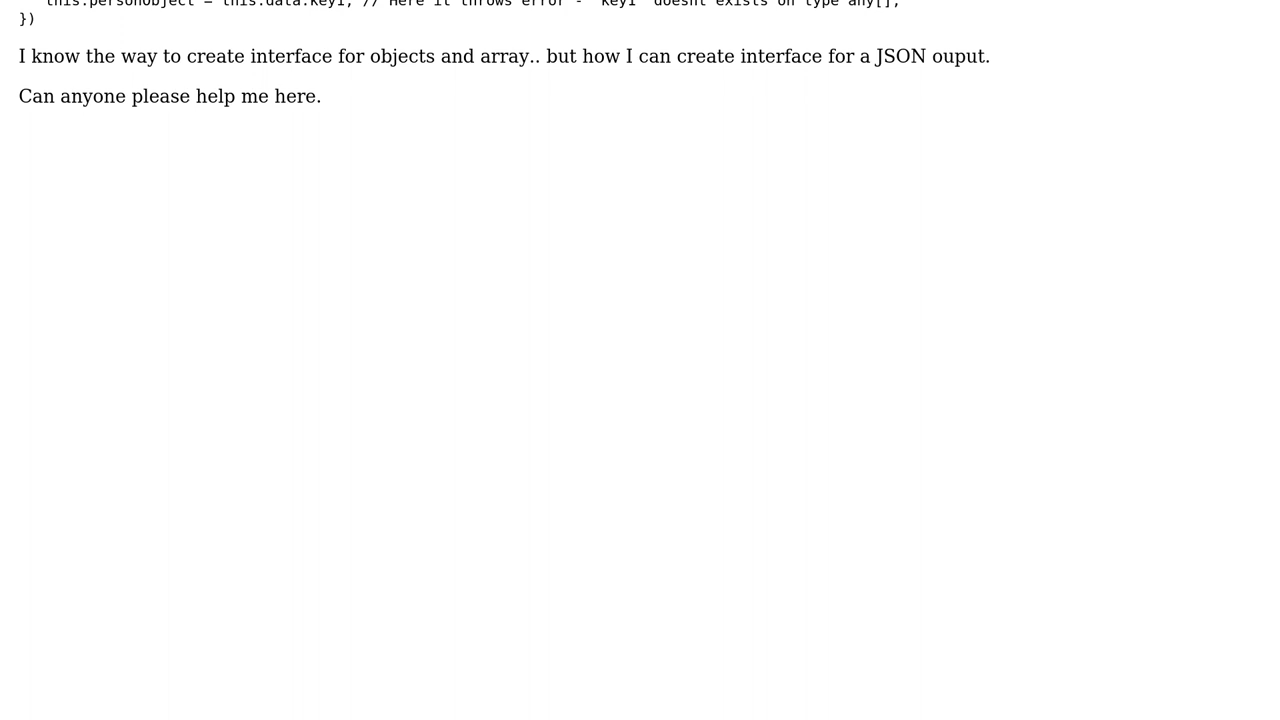 this.personObject = this.data.key1; // Here it throws error - 'key1' doesnt exists on type any[];
})
I know the way to create interface for objects and array.. but how I can create interface for a JSON ouput.
Can anyone please help me here.